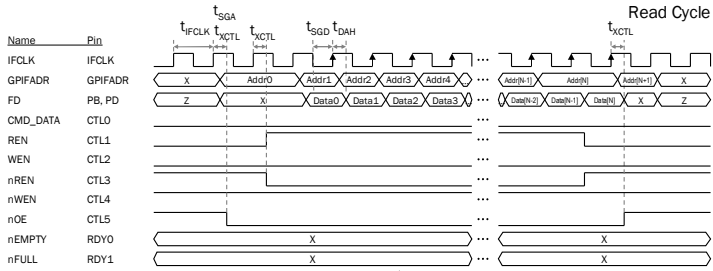 Read Cycle
tSGA
tIFCLK tXCTL tXCTL tSGD tDAH tXCTL
Name Pin
IFCLK IFCLK ...
GPIFADR GPIFADR X Addr0 Addr1 Addr2 Addr3 Addr4 ... Addr[N-1] Addr[N] Addr[N+1] X
FD PB, PD Z X Data0 Data1 Data2 Data3 ... Data[N-2] Data[N-1] Data[N] X Z
CMD_DATA CTL0 ...
REN CTL1 ...
WEN CTL2 ...
nREN CTL3 ...
nWEN CTL4 ...
nOE CTL5 ...
nEMPTY RDY0 X ... X
nFULL RDY1 X ... X